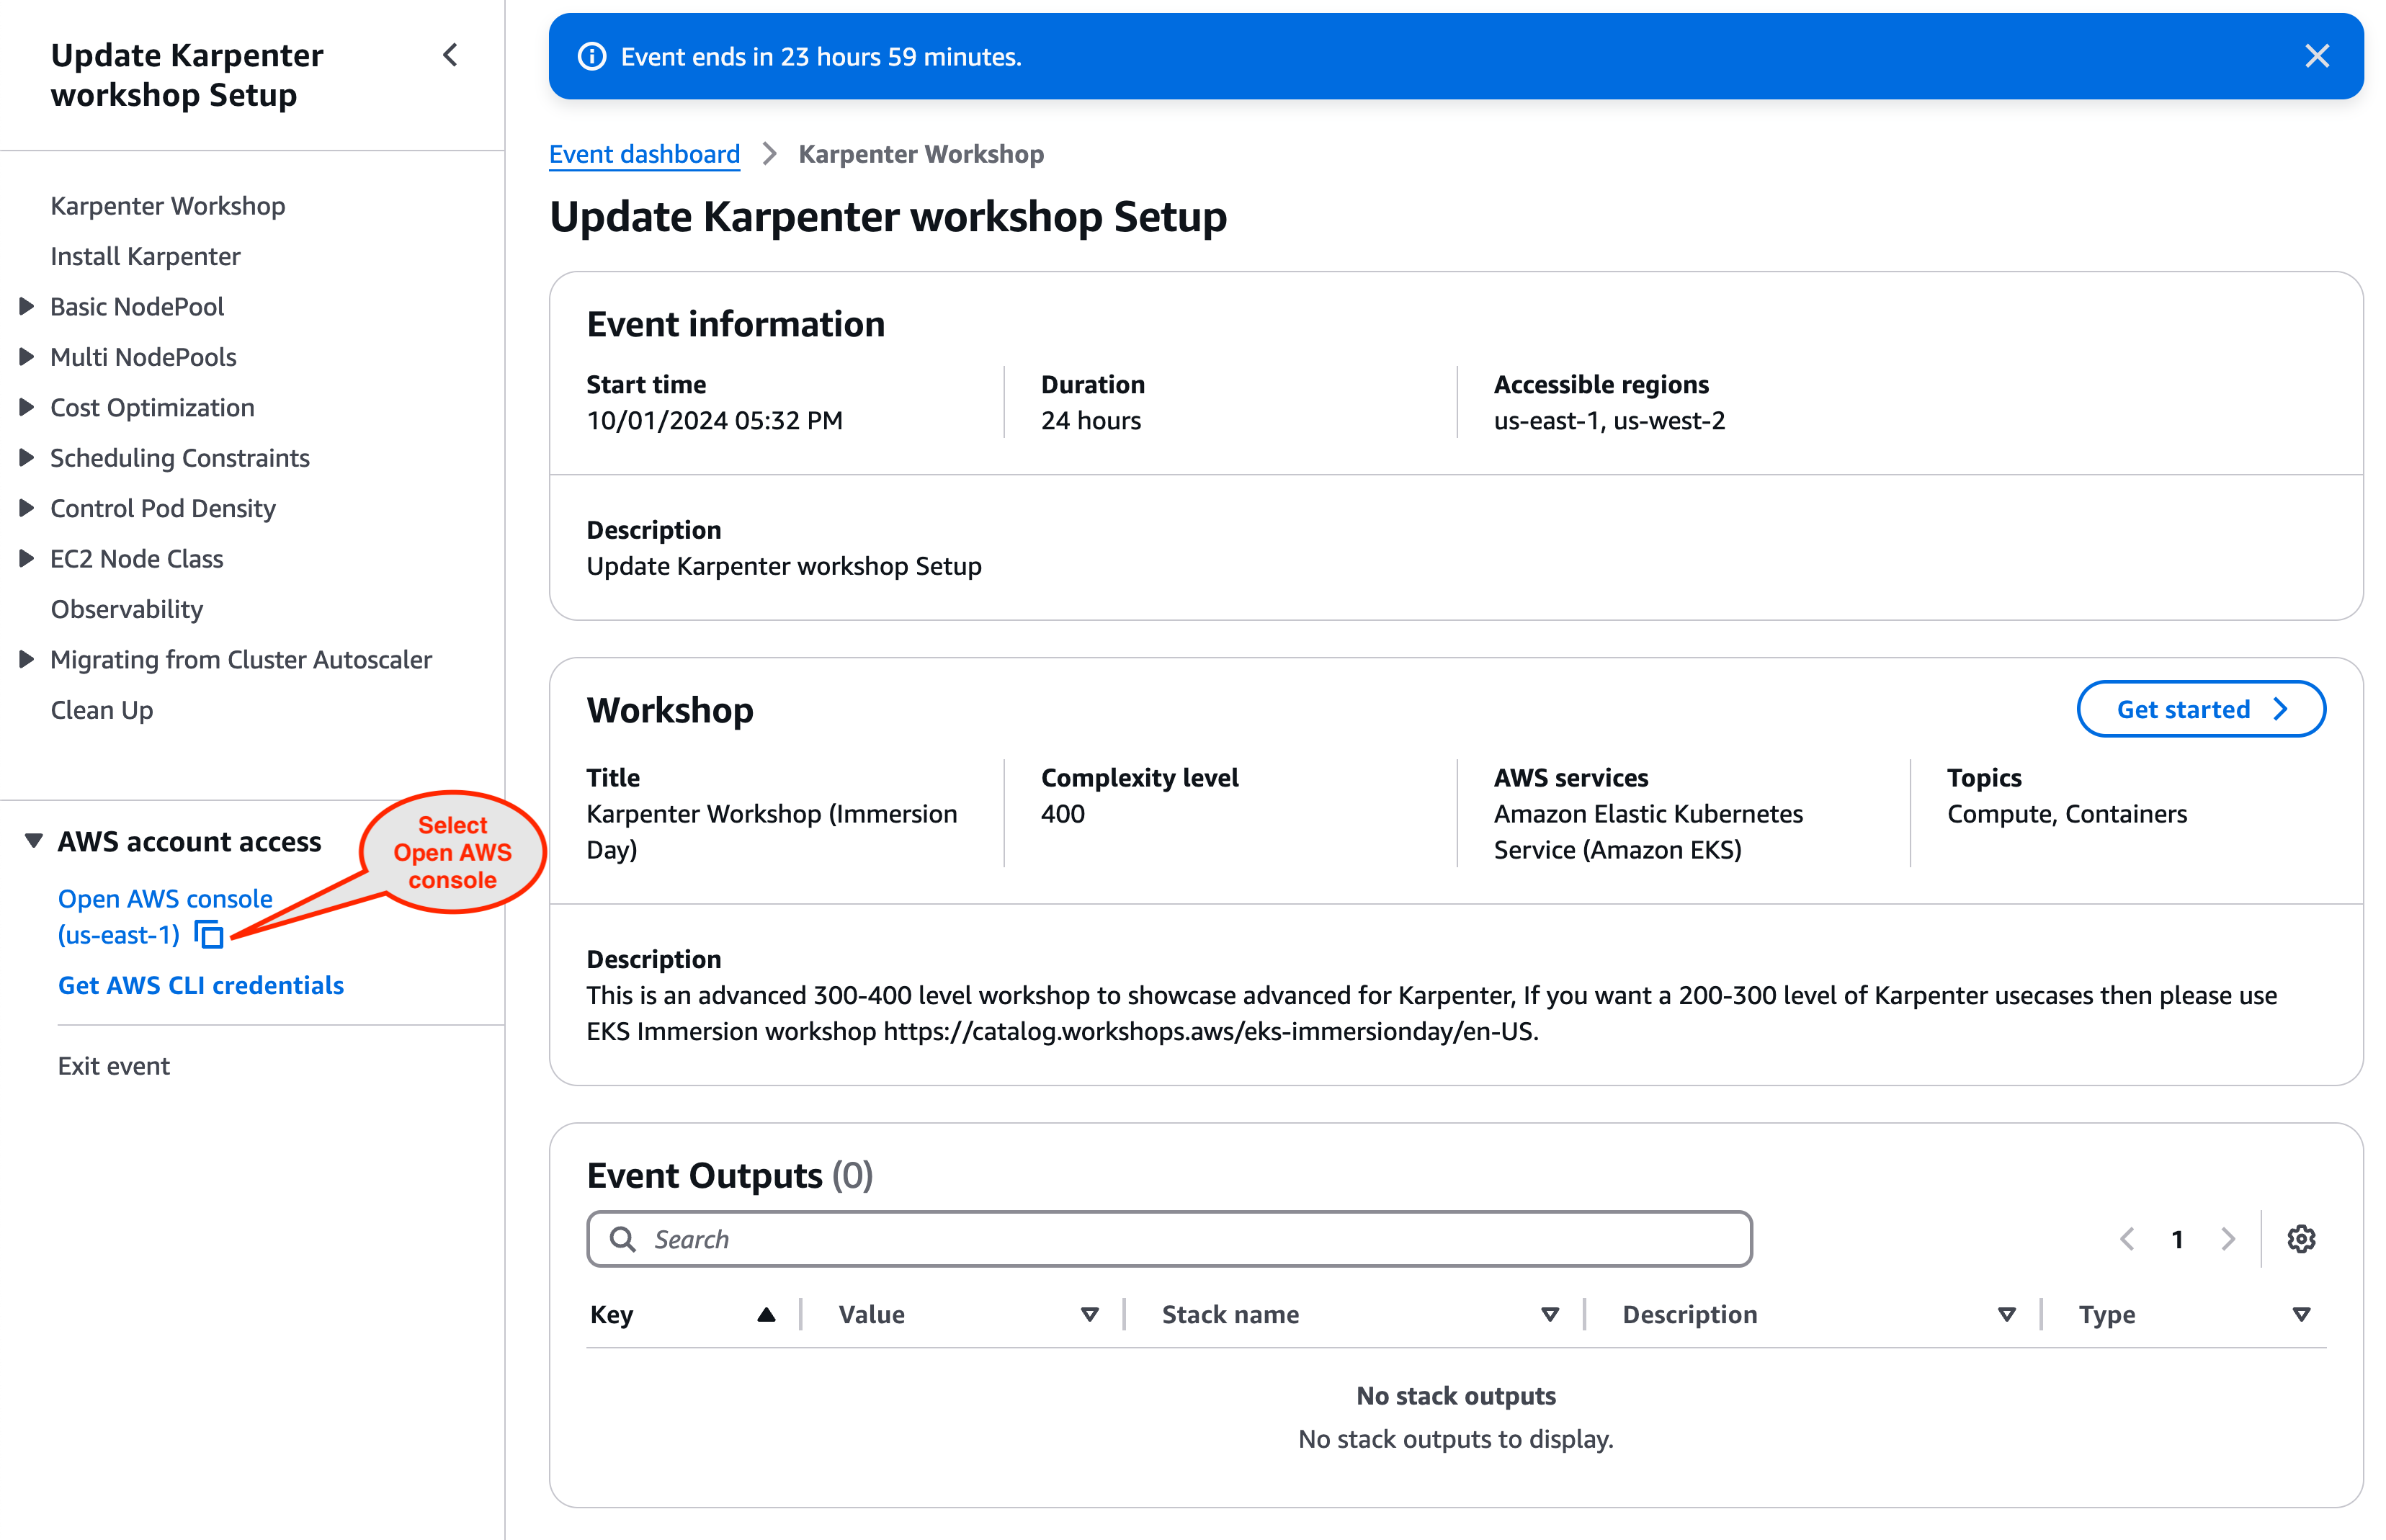 Update Karpenter
workshop Setup
Karpenter Workshop
Install Karpenter
Basic NodePool
Multi NodePools
Cost Optimization
Scheduling Constraints
Control Pod Density
EC2 Node Class
Observability
Migrating from Cluster Autoscaler
Clean Up
AWS account access
Select
Open AWS
console
Open AWS console
(us-east-1)
Get AWS CLI credentials
Exit event
Event ends in 23 hours 59 minutes.
Event dashboard
Karpenter Workshop
Update Karpenter workshop Setup
Event information
Start time
10/01/2024 05:32 PM
Duration
24 hours
Accessible regions
us-east-1, us-west-2
Description
Update Karpenter workshop Setup
Workshop
Get started
Title
Karpenter Workshop (Immersion
Day)
Complexity level
400
AWS services
Amazon Elastic Kubernetes
Service (Amazon EKS)
Topics
Compute, Containers
Description
This is an advanced 300-400 level workshop to showcase advanced for Karpenter, If you want a 200-300 level of Karpenter usecases then please use
EKS Immersion workshop https://catalog.workshops.aws/eks-immersionday/en-US.
Event Outputs (0)
Search
1
Key
Value
Stack name
Description
Type
No stack outputs
No stack outputs to display.